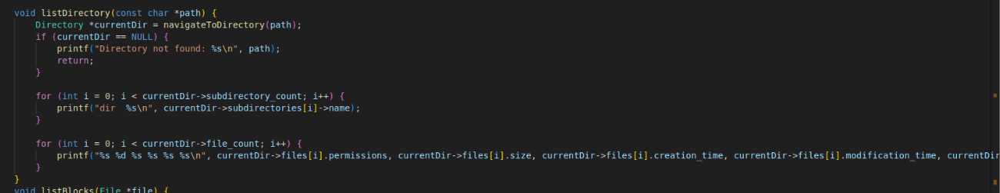 void listDirectory(const char *path) {
    Directory *currentDir = navigateToDirectory(path);
    if (currentDir == NULL) {
        printf("Directory not found: %s\n", path);
        return;
    }

    for (int i = 0; i < currentDir->subdirectory_count; i++) {
        printf("dir  %s\n", currentDir->subdirectories[i]->name);
    }

    for (int i = 0; i < currentDir->file_count; i++) {
        printf("%s %d %s %s %s %s\n", currentDir->files[i].permissions, currentDir->files[i].size, currentDir->files[i].creation_time, currentDir->files[i].modification_time, currentDir
    }
}
void listBlocks(File *file) {